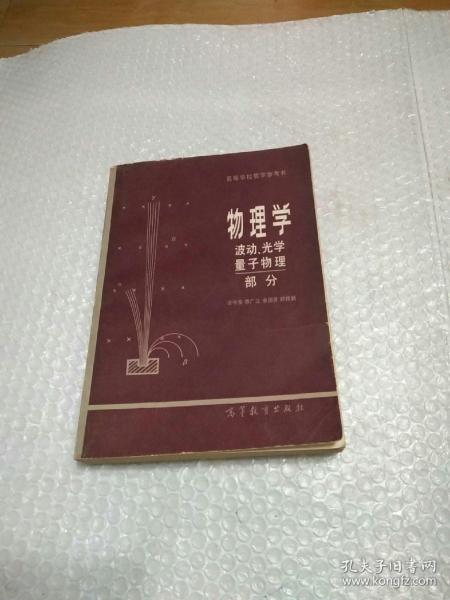 高等学校教学参考书
物理学
波动、光学
量子物理
部分
高等教育出版社
γ
α
β
孔夫子旧书网
www.kongfz.com